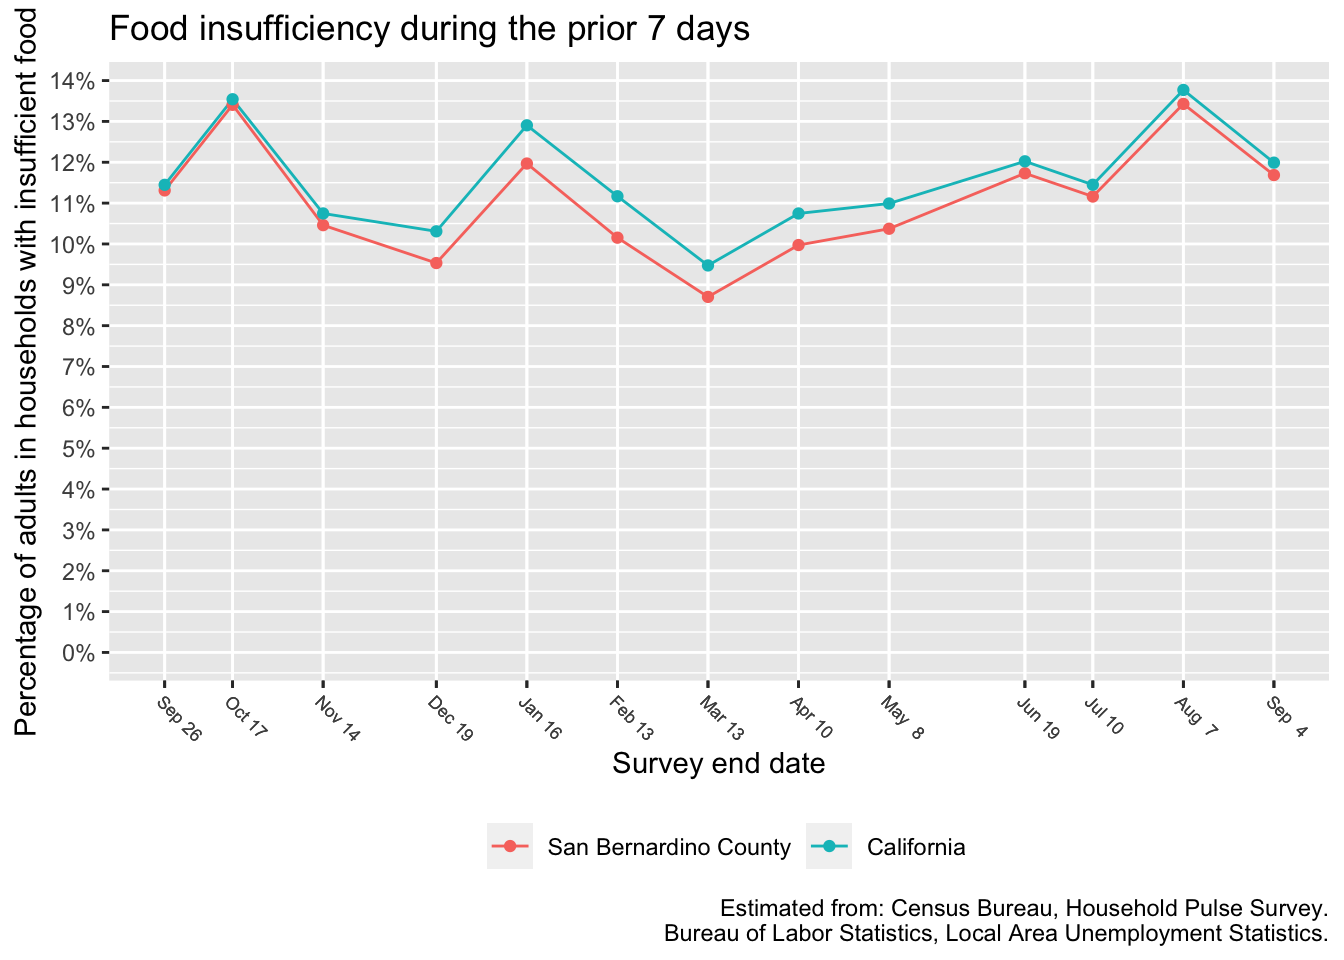 Food insufficiency during the prior 7 days
Percentage of adults in households with insufficient food
14%
13%
12%
11%
10%
9%
8%
7%
6%
5%
4%
3%
2%
1%
0%
Sep 26
Oct 17
Nov 14
Dec 19
Jan 16
Feb 13
Mar 13
Apr 10
May 8
Jun 19
Jul 10
Aug 7
Sep 4
Survey end date
San Bernardino County
California
Estimated from: Census Bureau, Household Pulse Survey.
Bureau of Labor Statistics, Local Area Unemployment Statistics.